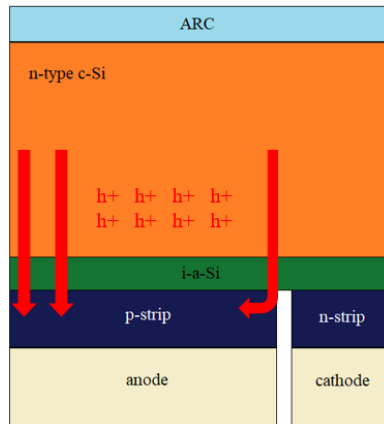 ARC
n-type c-Si
h+ h+ h+ h+
h+ h+ h+ h+
i-a-Si
p-strip
n-strip
anode
cathode